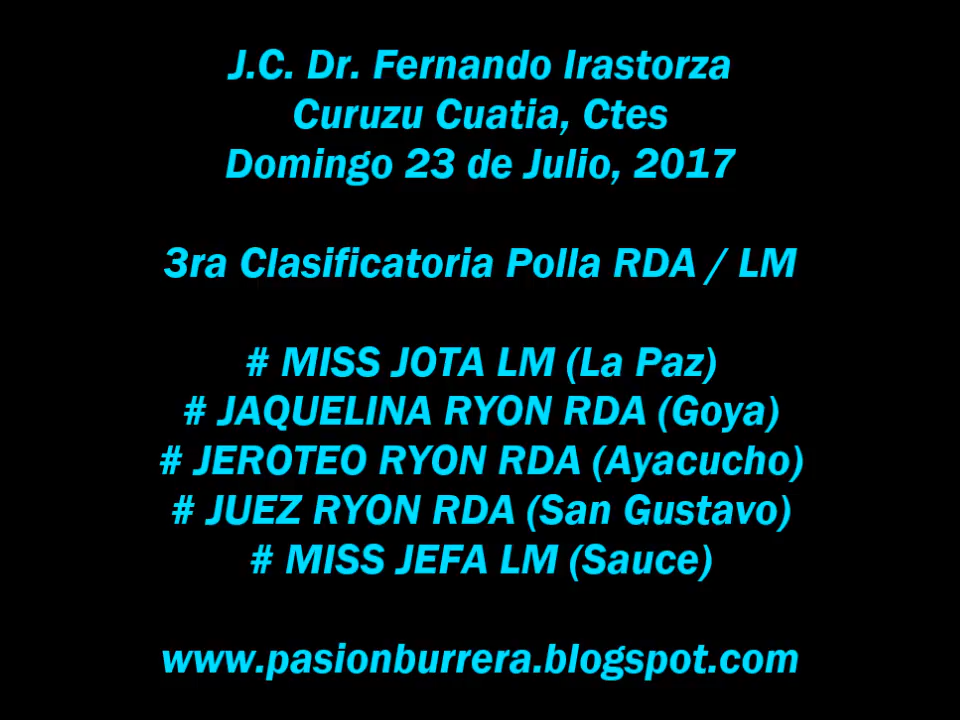 J.C. Dr. Fernando Irastorza
Curuzu Cuatia, Ctes
Domingo 23 de Julio, 2017
3ra Clasificatoria Polla RDA / LM
# MISS JOTA LM (La Paz)
# JAQUELINA RYON RDA (Goya)
# JEROTEO RYON RDA (Ayacucho)
# JUEZ RYON RDA (San Gustavo)
# MISS JEFA LM (Sauce)
www.pasionburrera.blogspot.com